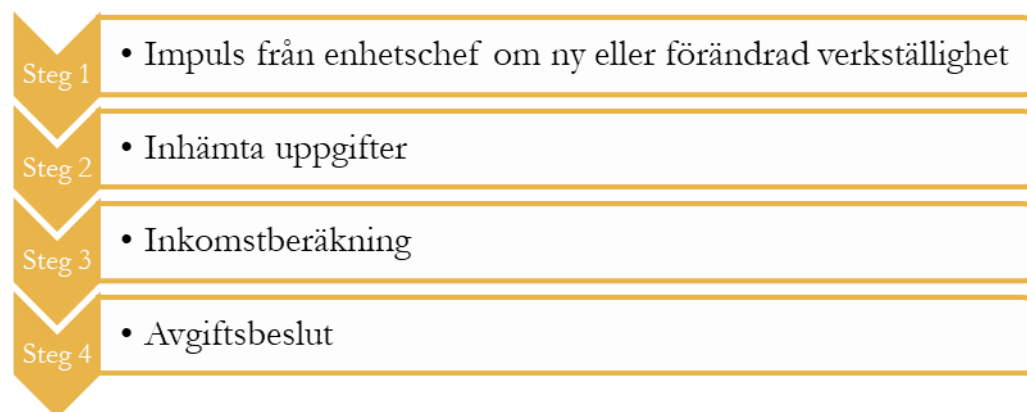 Steg 1
• Impuls från enhetschef om ny eller förändrad verkställighet
Steg 2
• Inhämta uppgifter
Steg 3
• Inkomstberäkning
Steg 4
• Avgiftsbeslut